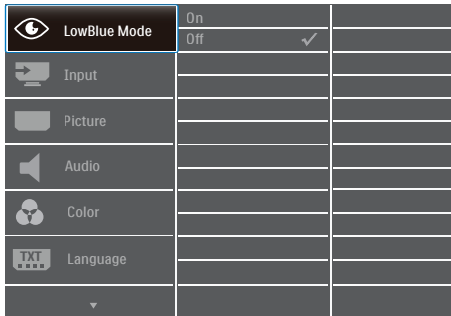 LowBlue Mode
On
Off
Input
Picture
Audio
Color
TXT
Language